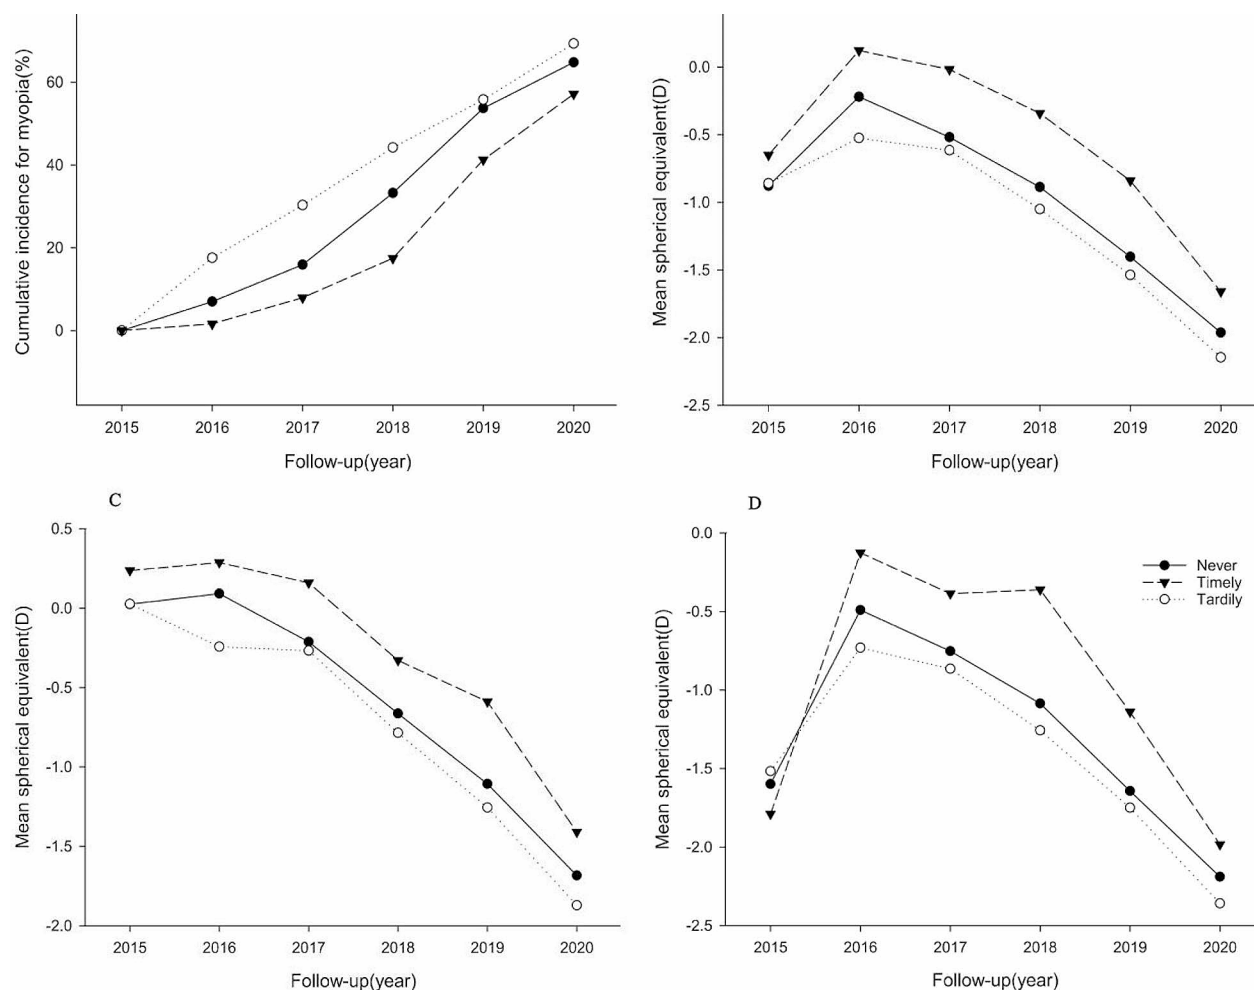 Cumulative incidence for myopia(%)
60
40
20
0
2015 2016 2017 2018 2019 2020
Follow-up(year)
Mean spherical equivalent(D)
0.0
-0.5
-1.0
-1.5
-2.0
-2.5
2015 2016 2017 2018 2019 2020
Follow-up(year)
C
Mean spherical equivalent(D)
0.5
0.0
-0.5
-1.0
-1.5
-2.0
2015 2016 2017 2018 2019 2020
Follow-up(year)
D
Mean spherical equivalent(D)
0.0
-0.5
-1.0
-1.5
-2.0
-2.5
Never
Timely
Tardily
2015 2016 2017 2018 2019 2020
Follow-up(year)